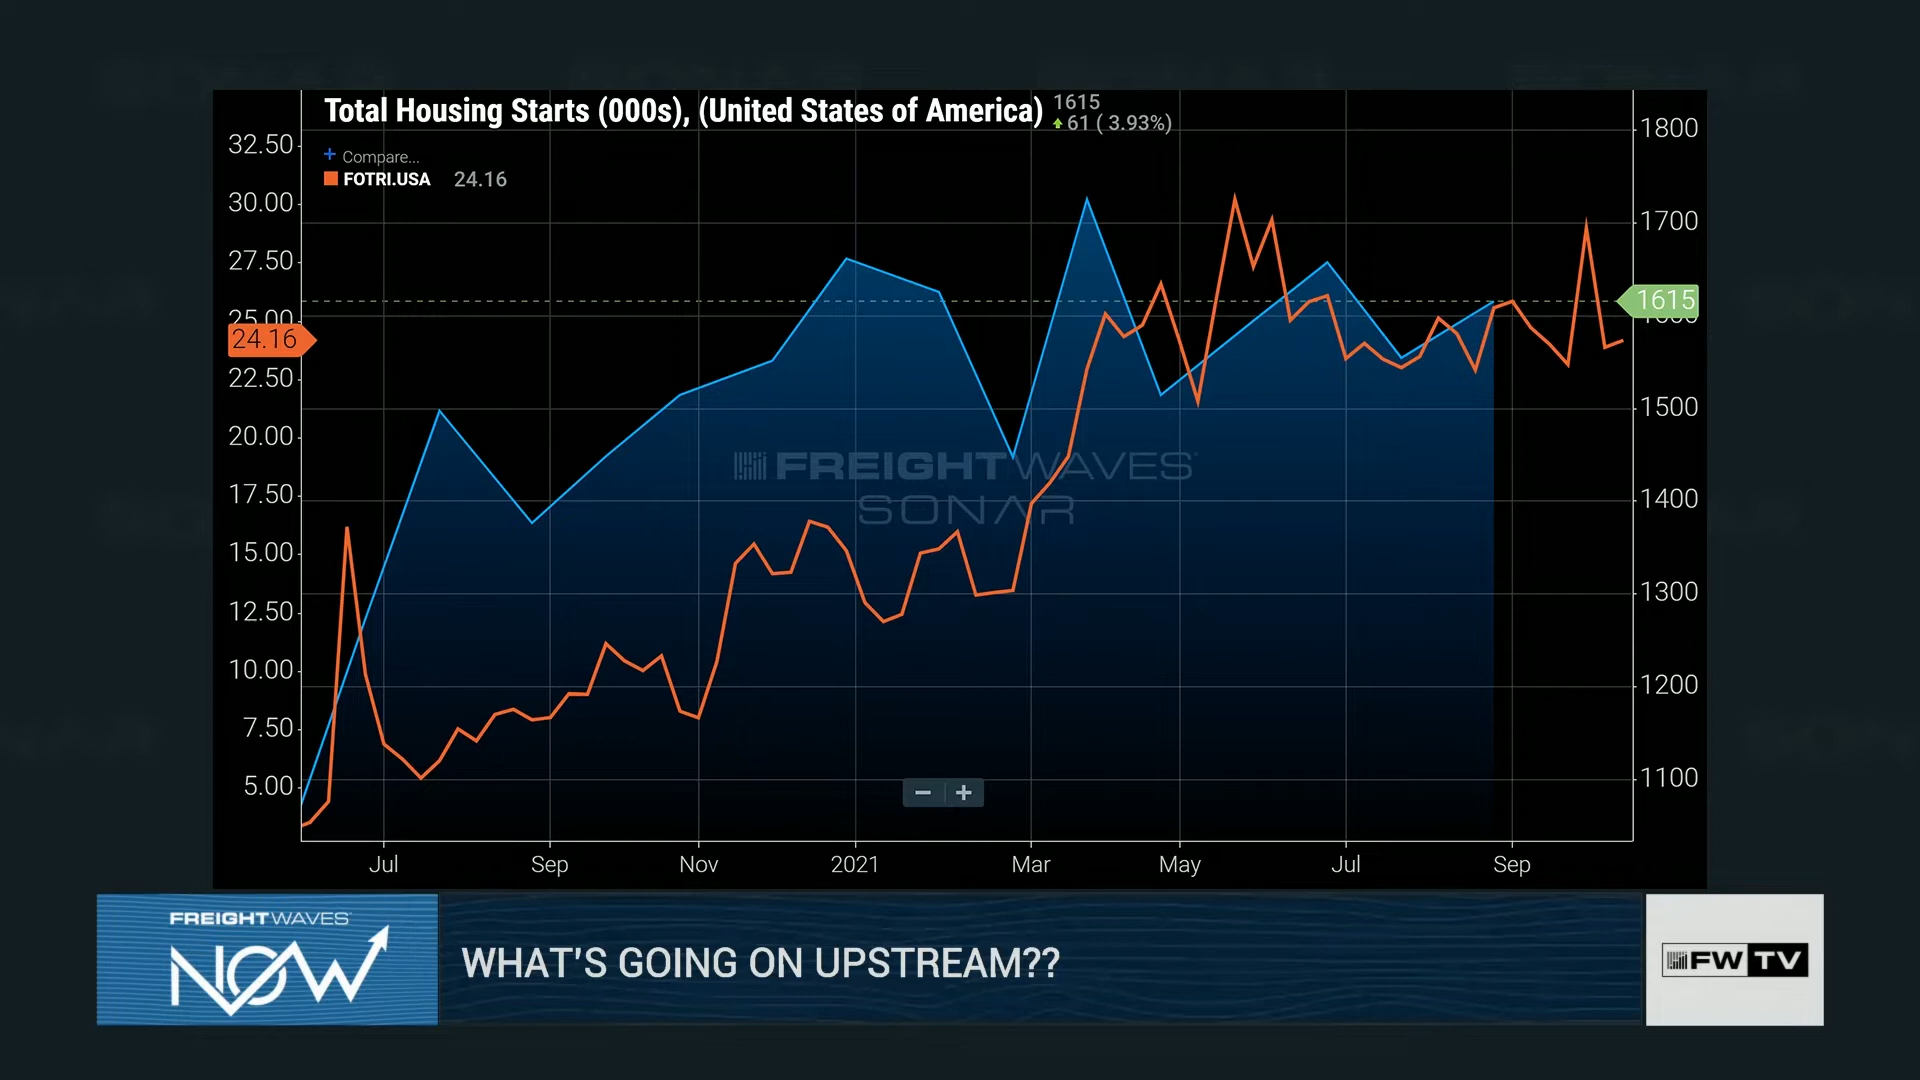 Total Housing Starts (000s), (United States of America)
1615
61 ( 3.93%)
+ Compare...
FOTRI.USA 24.16
32.50
30.00
27.50
25.00
24.16
22.50
20.00
17.50
15.00
12.50
10.00
7.50
5.00
1800
1700
1615
1600
1500
1400
1300
1200
1100
FREIGHTWAVES
SONAR
− +
Jul Sep Nov 2021 Mar May Jul Sep
FREIGHTWAVES
NOW
WHAT'S GOING ON UPSTREAM??
FW TV